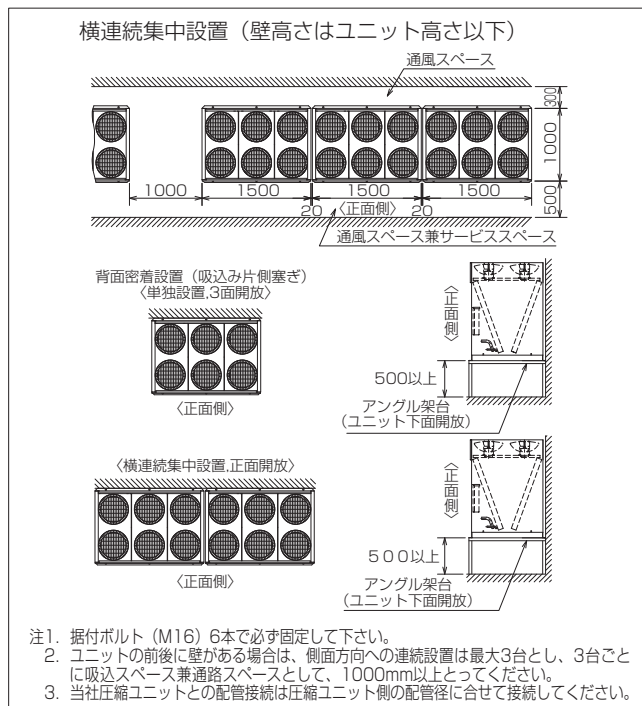 横連続集中設置（壁高さはユニット高さ以下）
通風スペース
300
1000
500
1000
1500
1500
1500
20
〈正面側〉
20
通風スペース兼サービススペース
背面密着設置（吸込み片側塞ぎ）
〈単独設置,3面開放〉
〈正面側〉
〈正面側〉
500以上
アングル架台
（ユニット下面開放）
〈横連続集中設置,正面開放〉
〈正面側〉
〈正面側〉
500以上
アングル架台
（ユニット下面開放）
注1. 据付ボルト（M16）6本で必ず固定して下さい。
2. ユニットの前後に壁がある場合は、側面方向への連続設置は最大3台とし、3台ごと
に吸込スペース兼通路スペースとして、1000mm以上とってください。
3. 当社圧縮ユニットとの配管接続は圧縮ユニット側の配管径に合せて接続してください。